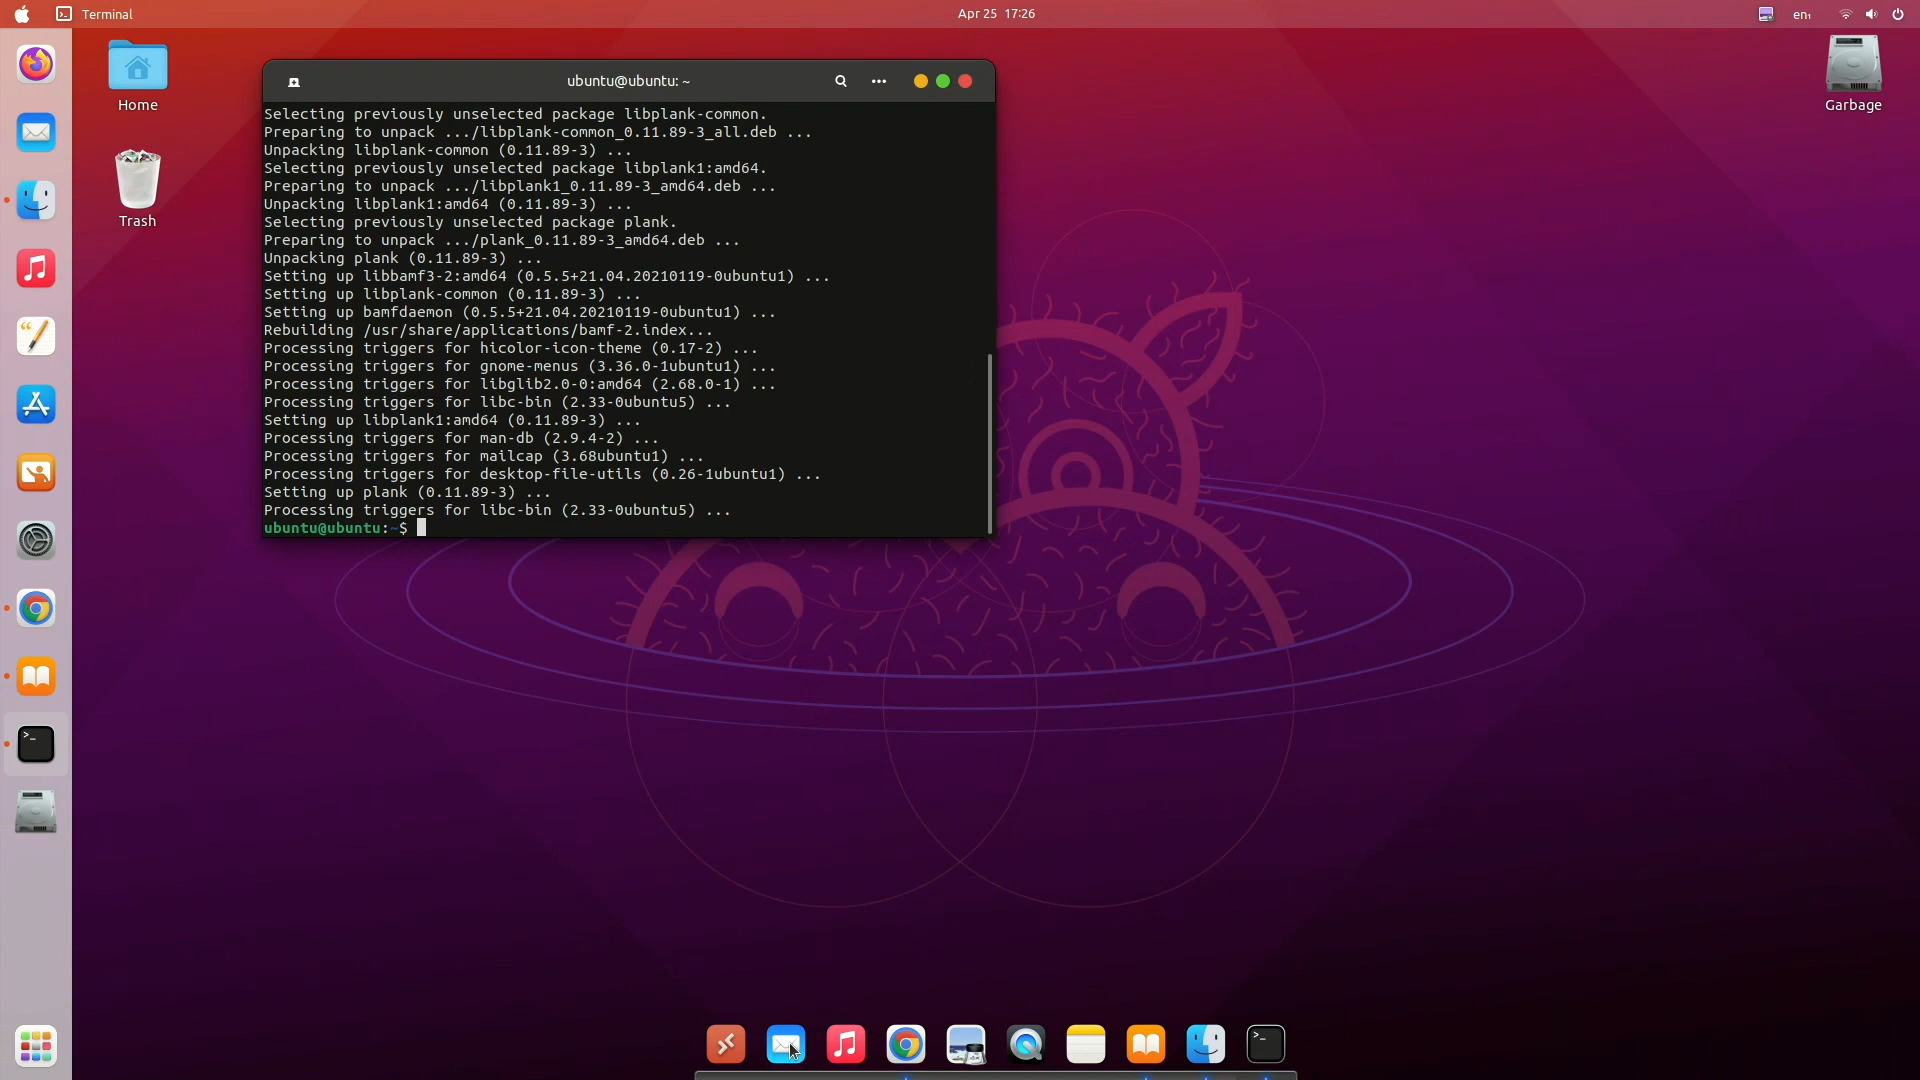 Terminal
Apr 25 17:26
en₁
Home
Trash
Garbage
ubuntu@ubuntu: ~
Selecting previously unselected package libplank-common.
Preparing to unpack .../libplank-common_0.11.89-3_all.deb ...
Unpacking libplank-common (0.11.89-3) ...
Selecting previously unselected package libplank1:amd64.
Preparing to unpack .../libplank1_0.11.89-3_amd64.deb ...
Unpacking libplank1:amd64 (0.11.89-3) ...
Selecting previously unselected package plank.
Preparing to unpack .../plank_0.11.89-3_amd64.deb ...
Unpacking plank (0.11.89-3) ...
Setting up libbamf3-2:amd64 (0.5.5+21.04.20210119-0ubuntu1) ...
Setting up libplank-common (0.11.89-3) ...
Setting up bamfdaemon (0.5.5+21.04.20210119-0ubuntu1) ...
Rebuilding /usr/share/applications/bamf-2.index...
Processing triggers for hicolor-icon-theme (0.17-2) ...
Processing triggers for gnome-menus (3.36.0-1ubuntu1) ...
Processing triggers for libglib2.0-0:amd64 (2.68.0-1) ...
Processing triggers for libc-bin (2.33-0ubuntu5) ...
Setting up libplank1:amd64 (0.11.89-3) ...
Processing triggers for man-db (2.9.4-2) ...
Processing triggers for mailcap (3.68ubuntu1) ...
Processing triggers for desktop-file-utils (0.26-1ubuntu1) ...
Setting up plank (0.11.89-3) ...
Processing triggers for libc-bin (2.33-0ubuntu5) ...
ubuntu@ubuntu:~$